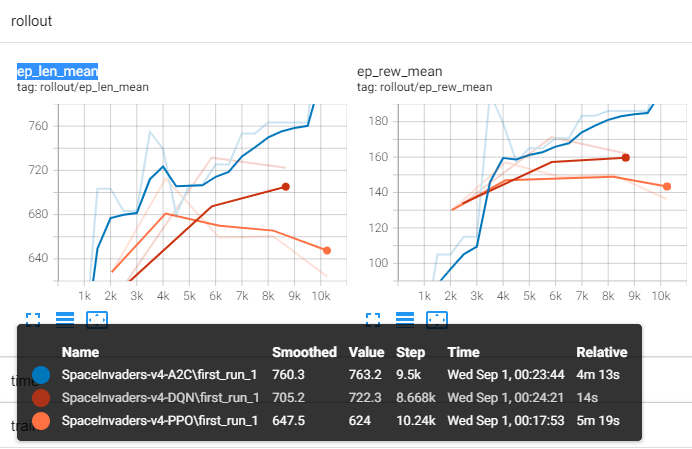 rollout
ep_len_mean
tag: rollout/ep_len_mean
760
720
680
640
1k 2k 3k 4k 5k 6k 7k 8k 9k 10k
ep_rew_mean
tag: rollout/ep_rew_mean
180
160
140
120
100
1k 2k 3k 4k 5k 6k 7k 8k 9k 10k
Name Smoothed Value Step Time Relative
SpaceInvaders-v4-A2C\first_run_1 760.3 763.2 9.5k Wed Sep 1, 00:23:44 4m 13s
SpaceInvaders-v4-DQN\first_run_1 705.2 722.3 8.668k Wed Sep 1, 00:24:21 14s
SpaceInvaders-v4-PPO\first_run_1 647.5 624 10.24k Wed Sep 1, 00:17:53 5m 19s